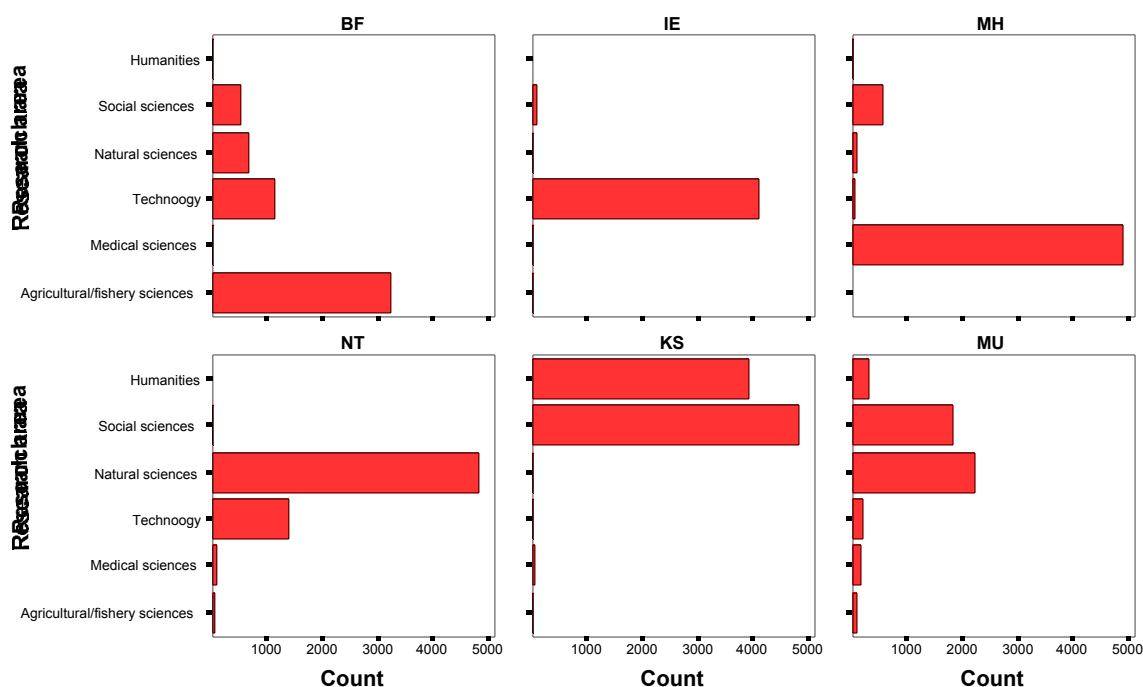 BF IE MH
Humanities
Social sciences
Natural sciences
Technoogy
Medical sciences
Agricultural/fishery sciences
NT KS MU
Humanities
Social sciences
Natural sciences
Technoogy
Medical sciences
Agricultural/fishery sciences
1000 2000 3000 4000 5000 1000 2000 3000 4000 5000 1000 2000 3000 4000 5000
Count Count Count